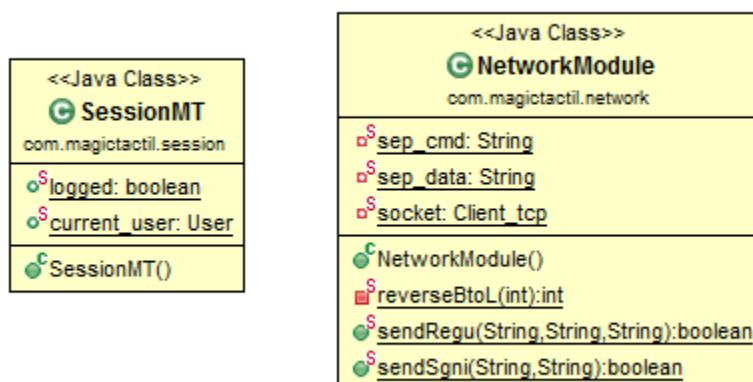 <<Java Class>>
SessionMT
com.magictactil.session
logged: boolean
current_user: User
SessionMT()
<<Java Class>>
NetworkModule
com.magictactil.network
sep_cmd: String
sep_data: String
socket: Client_tcp
NetworkModule()
reverseBtoL(int):int
sendRegu(String,String,String):boolean
sendSgni(String,String):boolean